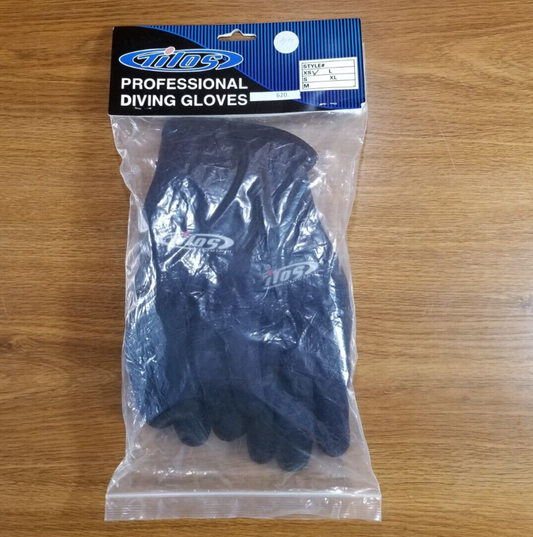 Tilos
PROFESSIONAL
DIVING GLOVES
620
STYLE#
XS ✓ L
S XL
M
Tilos
Tilos